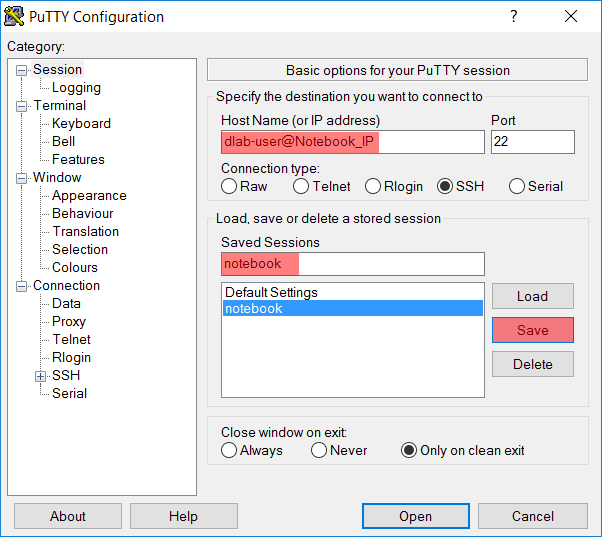 PuTTY Configuration
?
Category:
Session
Logging
Terminal
Keyboard
Bell
Features
Window
Appearance
Behaviour
Translation
Selection
Colours
Connection
Data
Proxy
Telnet
Rlogin
SSH
Serial
Basic options for your PuTTY session
Specify the destination you want to connect to
Host Name (or IP address) Port
dlab-user@Notebook_IP 22
Connection type:
Raw Telnet Rlogin SSH Serial
Load, save or delete a stored session
Saved Sessions
notebook
Default Settings
notebook
Load
Save
Delete
Close window on exit:
Always Never Only on clean exit
About Help Open Cancel